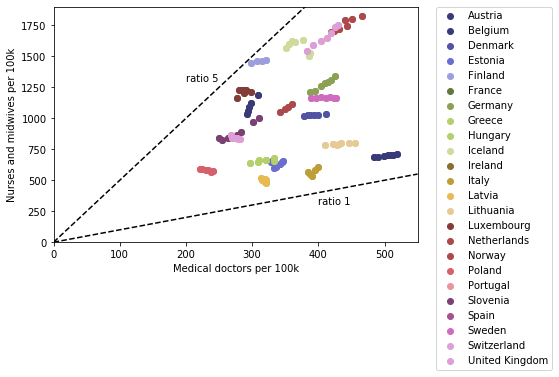 Nurses and midwives per 100k
1750
1500
1250
1000
750
500
250
0
ratio 5
ratio 1
0
100
200
300
400
500
Medical doctors per 100k
Austria
Belgium
Denmark
Estonia
Finland
France
Germany
Greece
Hungary
Iceland
Ireland
Italy
Latvia
Lithuania
Luxembourg
Netherlands
Norway
Poland
Portugal
Slovenia
Spain
Sweden
Switzerland
United Kingdom